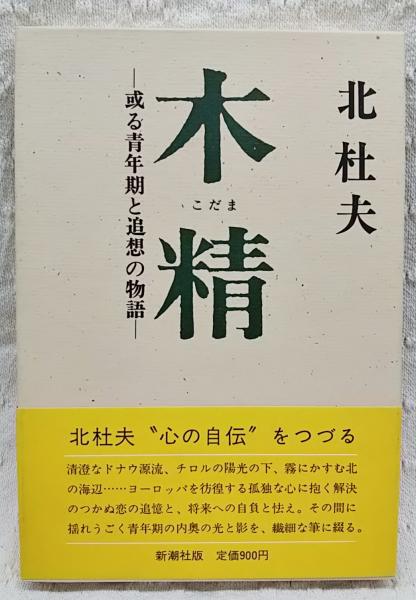 北杜夫
木精
こだま
―或る青年期と追想の物語―
北杜夫〝心の自伝〟をつづる
清澄なドナウ源流、チロルの陽光の下、霧にかすむ北
の海辺……ヨーロッパを彷徨する孤独な心に抱く解決
のつかぬ恋の追憶と、将来への自負と怯え。その間に
揺れうごく青年期の内奥の光と影を、繊細な筆に綴る。
新潮社版 定価900円